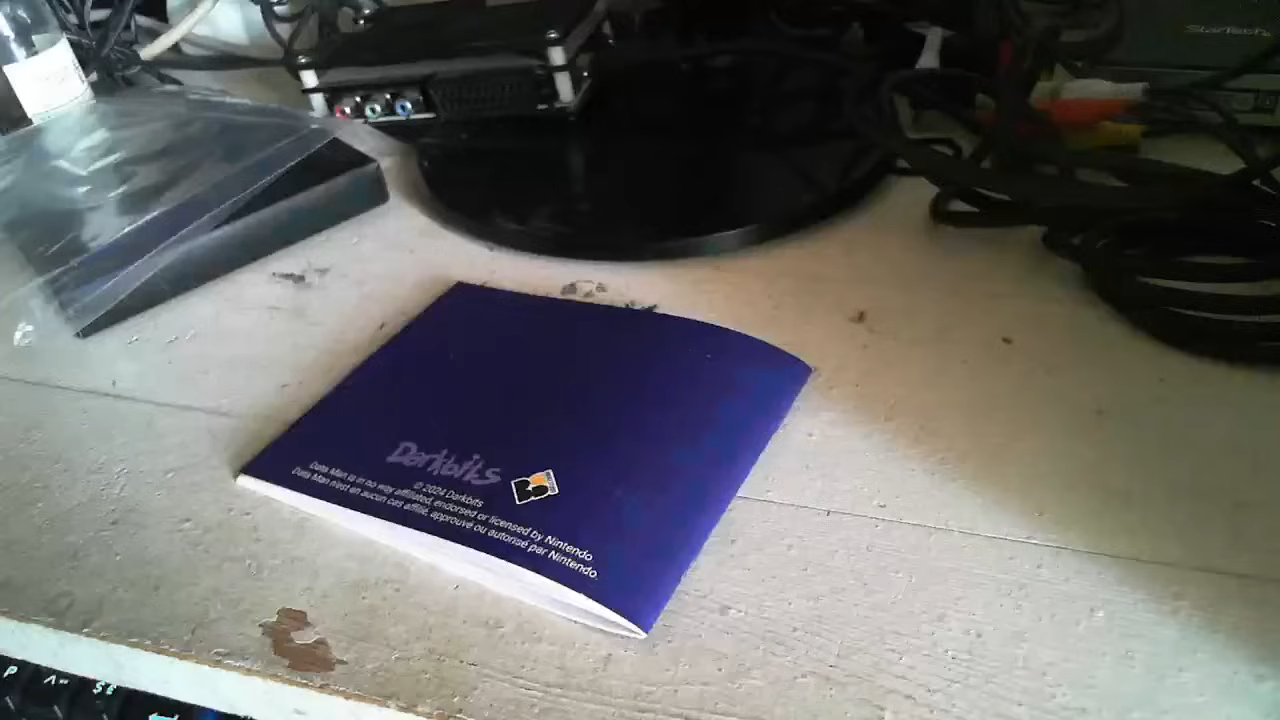 StarTech
Darkbits
© 2024 Darkbits
Data Man is in no way affiliated, endorsed or licensed by Nintendo
Data Man n'est en aucun cas affilié, approuvé ou autorisé par Nintendo.
P